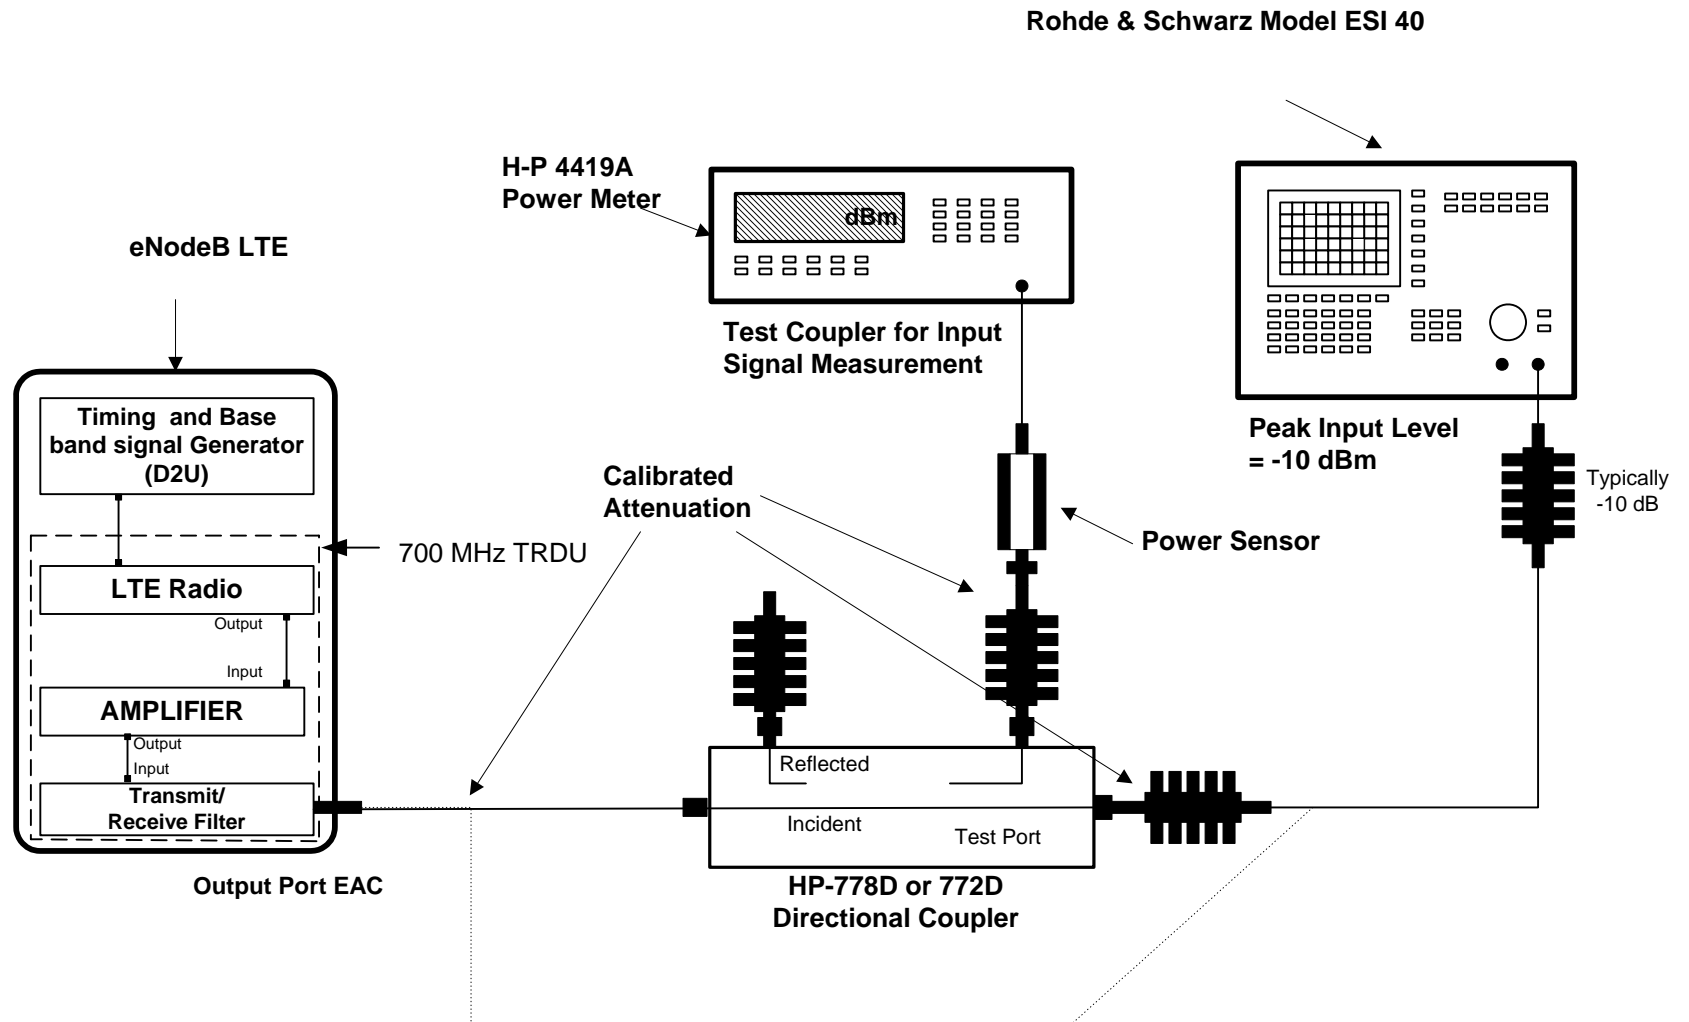 Rohde & Schwarz Model ESI 40
H-P 4419A
Power Meter
dBm
eNodeB LTE
Test Coupler for Input
Signal Measurement
Peak Input Level
= -10 dBm
Typically
-10 dB
Timing and Base
band signal Generator
(D2U)
Calibrated
Attenuation
Power Sensor
700 MHz TRDU
LTE Radio
Output
Input
AMPLIFIER
Output
Input
Transmit/
Receive Filter
Reflected
Incident
Test Port
Output Port EAC
HP-778D or 772D
Directional Coupler